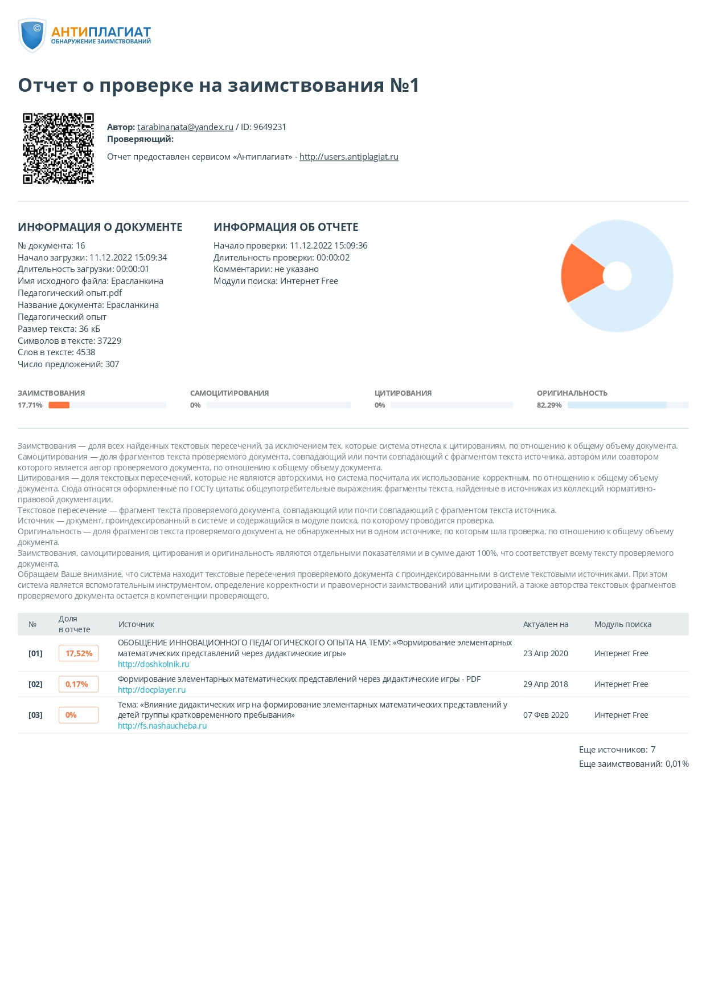 ©
АНТИПЛАГИАТ
ОБНАРУЖЕНИЕ ЗАИМСТВОВАНИЙ
Отчет о проверке на заимствования №1
Автор: tarabinanata@yandex.ru / ID: 9649231
Проверяющий:
Отчет предоставлен сервисом «Антиплагиат» - http://users.antiplagiat.ru
ИНФОРМАЦИЯ О ДОКУМЕНТЕ
№ документа: 16
Начало загрузки: 11.12.2022 15:09:34
Длительность загрузки: 00:00:01
Имя исходного файла: Ерасланкина
Педагогический опыт.pdf
Название документа: Ерасланкина
Педагогический опыт
Размер текста: 36 кБ
Символов в тексте: 37229
Слов в тексте: 4538
Число предложений: 307
ИНФОРМАЦИЯ ОБ ОТЧЕТЕ
Начало проверки: 11.12.2022 15:09:36
Длительность проверки: 00:00:02
Комментарии: не указано
Модули поиска: Интернет Free
ЗАИМСТВОВАНИЯ
17,71%
САМОЦИТИРОВАНИЯ
0%
ЦИТИРОВАНИЯ
0%
ОРИГИНАЛЬНОСТЬ
82,29%
Заимствования — доля всех найденных текстовых пересечений, за исключением тех, которые система отнесла к цитированиям, по отношению к общему объему документа.
Самоцитирования — доля фрагментов текста проверяемого документа, совпадающий или почти совпадающий с фрагментом текста источника, автором или соавтором
которого является автор проверяемого документа, по отношению к общему объему документа.
Цитирования — доля текстовых пересечений, которые не являются авторскими, но система посчитала их использование корректным, по отношению к общему объему
документа. Сюда относятся оформленные по ГОСТу цитаты; общеупотребительные выражения; фрагменты текста, найденные в источниках из коллекций нормативно-
правовой документации.
Текстовое пересечение — фрагмент текста проверяемого документа, совпадающий или почти совпадающий с фрагментом текста источника.
Источник — документ, проиндексированный в системе и содержащийся в модуле поиска, по которому проводится проверка.
Оригинальность — доля фрагментов текста проверяемого документа, не обнаруженных ни в одном источнике, по которым шла проверка, по отношению к общему объему
документа.
Заимствования, самоцитирования, цитирования и оригинальность являются отдельными показателями и в сумме дают 100%, что соответствует всему тексту проверяемого
документа.
Обращаем Ваше внимание, что система находит текстовые пересечения проверяемого документа с проиндексированными в системе текстовыми источниками. При этом
система является вспомогательным инструментом, определение корректности и правомерности заимствований или цитирований, а также авторства текстовых фрагментов
проверяемого документа остается в компетенции проверяющего.
№ Доля
в отчете Источник Актуален на Модуль поиска
ОБОБЩЕНИЕ ИННОВАЦИОННОГО ПЕДАГОГИЧЕСКОГО ОПЫТА НА ТЕМУ: «Формирование элементарных
[01] 17,52% математических представлений через дидактические игры» 23 Апр 2020 Интернет Free
http://doshkolnik.ru
[02] 0,17% Формирование элементарных математических представлений через дидактические игры - PDF 29 Апр 2018 Интернет Free
http://docplayer.ru
Тема: «Влияние дидактических игр на формирование элементарных математических представлений у
[03] 0% детей группы кратковременного пребывания» 07 Фев 2020 Интернет Free
http://fs.nashaucheba.ru
Еще источников: 7
Еще заимствований: 0,01%